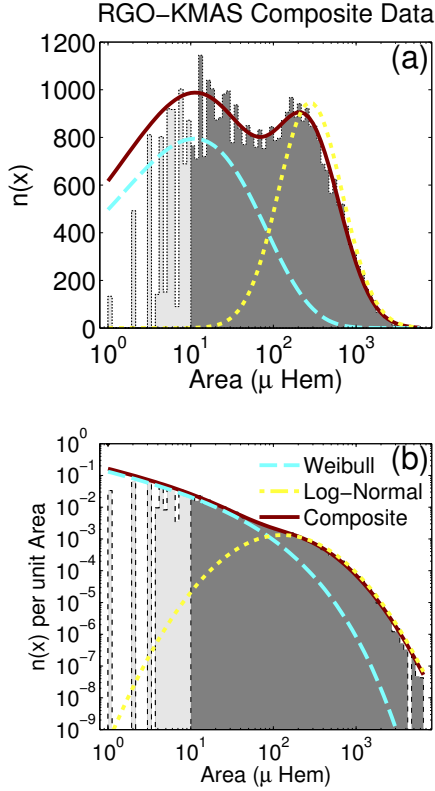 RGO−KMAS Composite Data
(a)
n(x)
1200
1000
800
600
400
200
0
10^0 10^1 10^2 10^3
Area (μ Hem)
(b)
Weibull
Log−Normal
Composite
n(x) per unit Area
10^0
10^−1
10^−2
10^−3
10^−4
10^−5
10^−6
10^−7
10^−8
10^−9
10^0 10^1 10^2 10^3
Area (μ Hem)